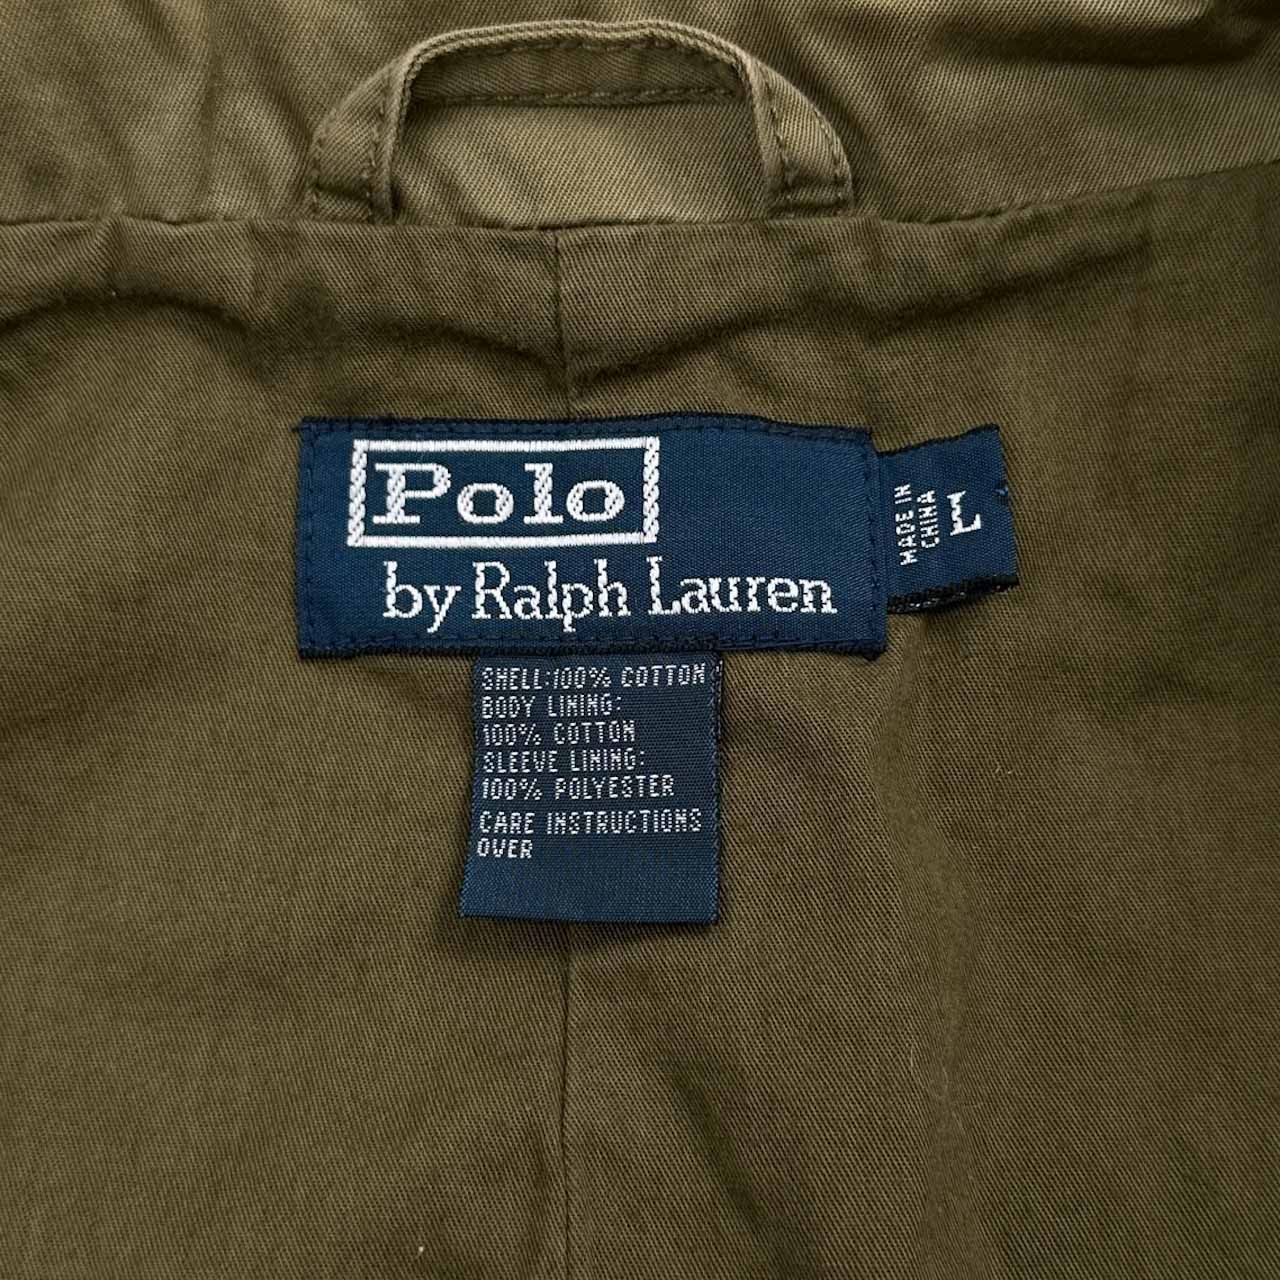 Polo
by Ralph Lauren
MADE IN
CHINA
L
SHELL:100% COTTON
BODY LINING:
100% COTTON
SLEEVE LINING:
100% POLYESTER
CARE INSTRUCTIONS
OVER